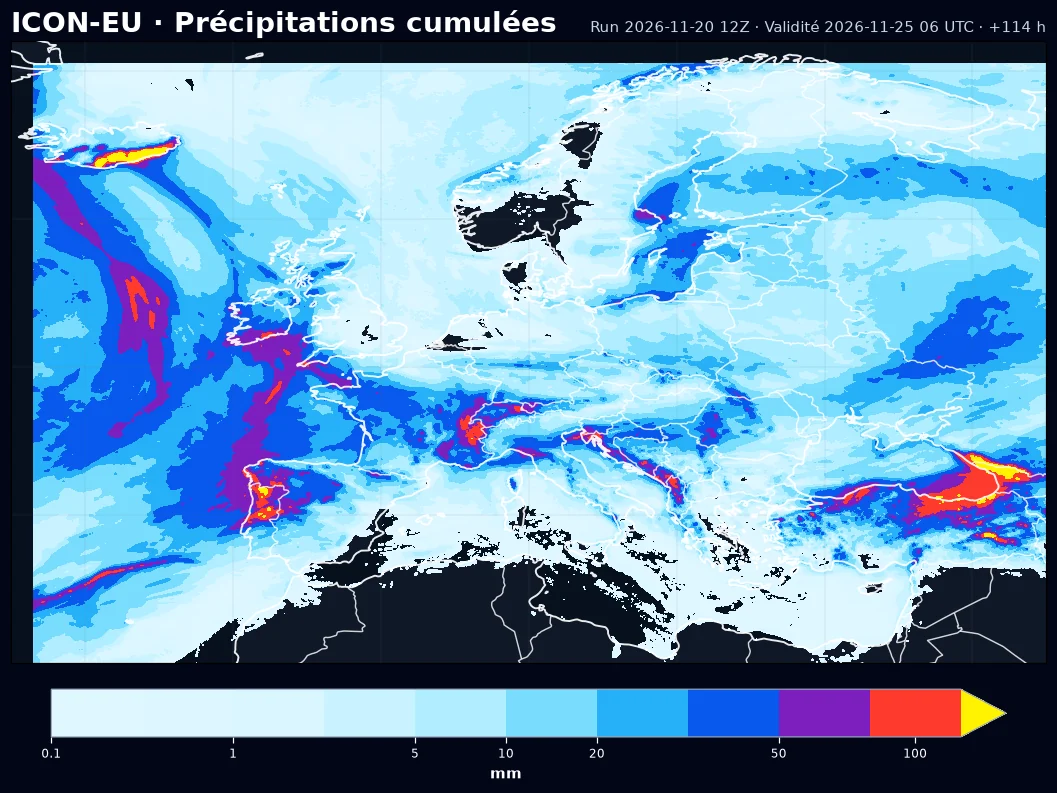 ICON-EU · Précipitations cumulées
Run 2026-11-20 12Z · Validité 2026-11-25 06 UTC · +114 h
0.1 1 5 10 20 50 100
mm